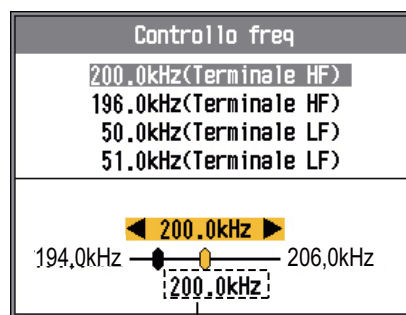 Controllo freq
200.0kHz(Terminale HF)
196.0kHz(Terminale HF)
50.0kHz(Terminale LF)
51.0kHz(Terminale LF)
◀ 200.0kHz ▶
194,0kHz 206,0kHz
200.0kHz